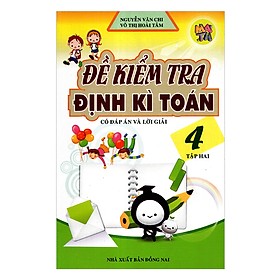 NGUYỄN VĂN CHI
VÕ THỊ HOÀI TÂM
ĐỀ KIỂM TRA
ĐỊNH KÌ TOÁN
CÓ ĐÁP ÁN VÀ LỜI GIẢI
4
TẬP HAI
NHÀ XUẤT BẢN ĐỒNG NAI